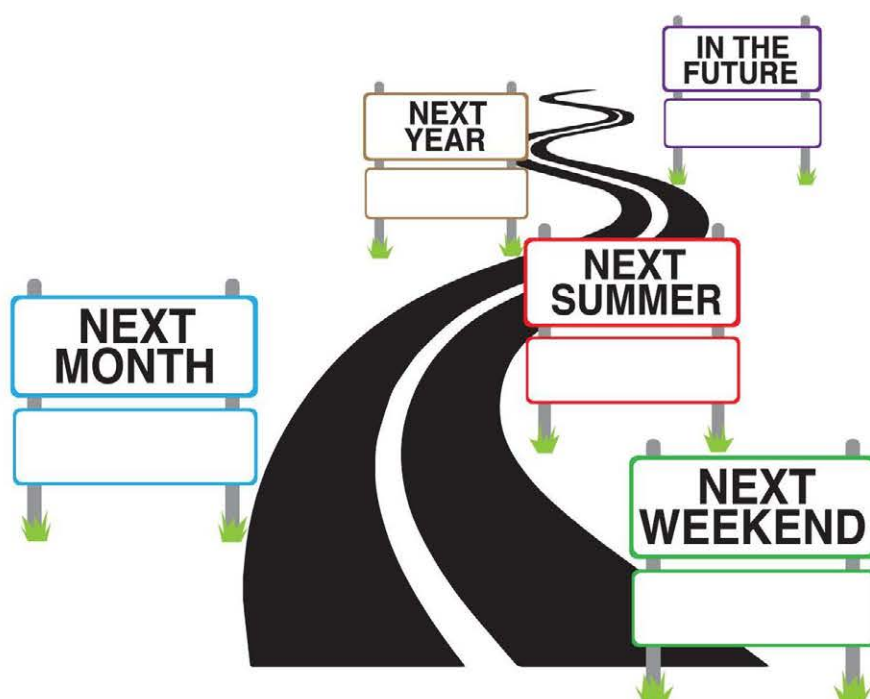 IN THE
FUTURE
NEXT
YEAR
NEXT
SUMMER
NEXT
MONTH
NEXT
WEEKEND